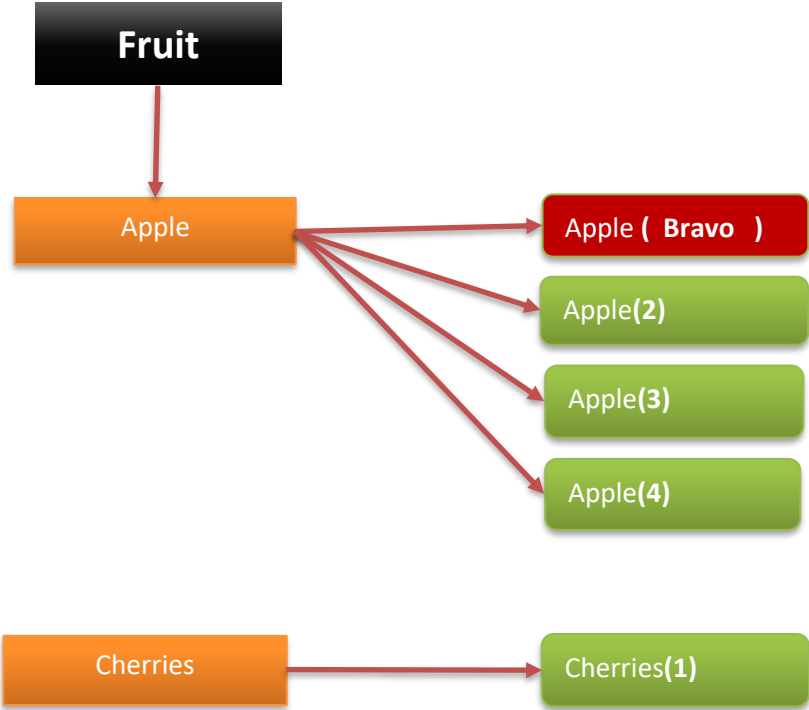 Fruit
Apple
Apple ( Bravo )
Apple(2)
Apple(3)
Apple(4)
Cherries
Cherries(1)